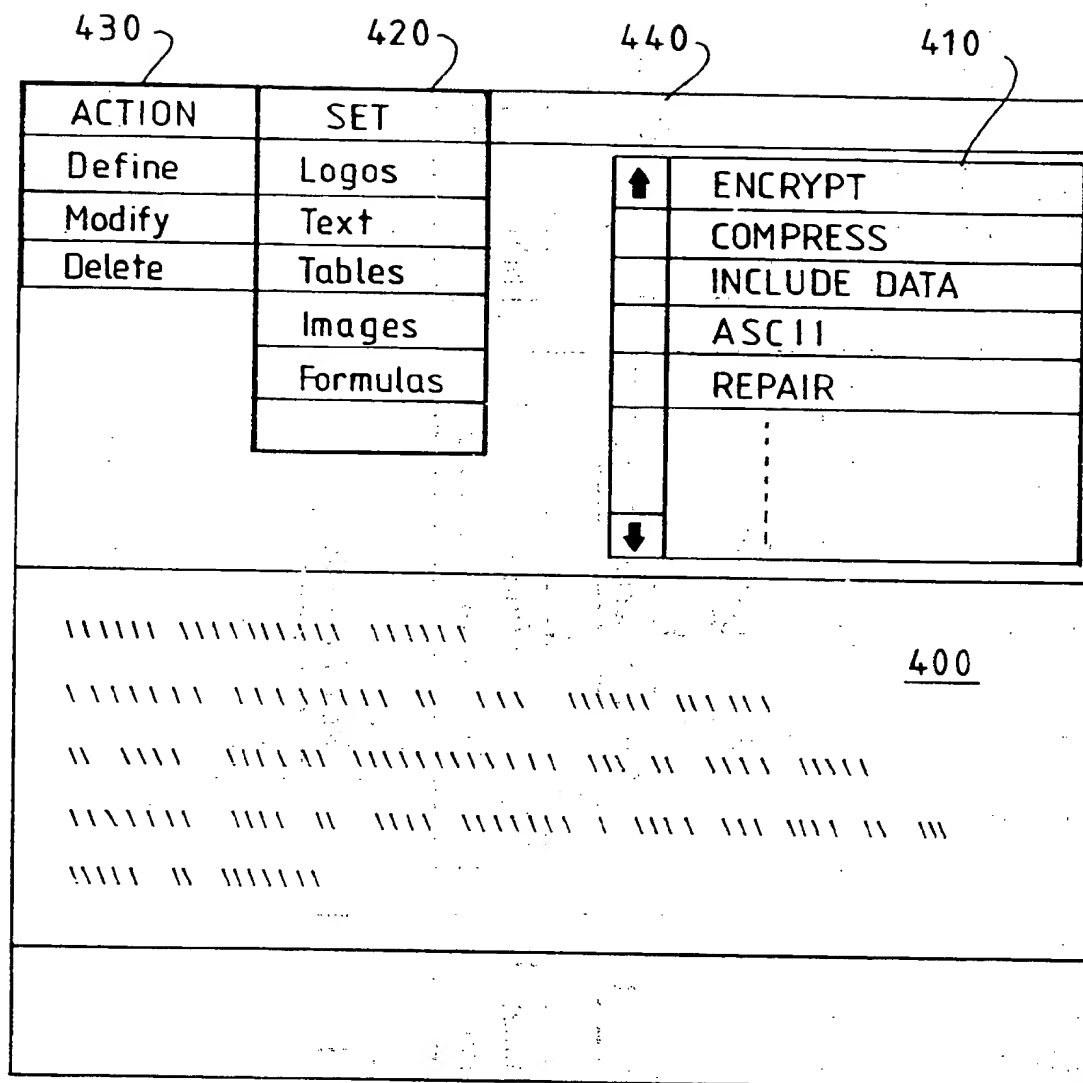 430 420 440 410
ACTION SET
Define Logos ENCRYPT
Modify Text COMPRESS
Delete Tables INCLUDE DATA
Images ASCII
Formulas REPAIR
400